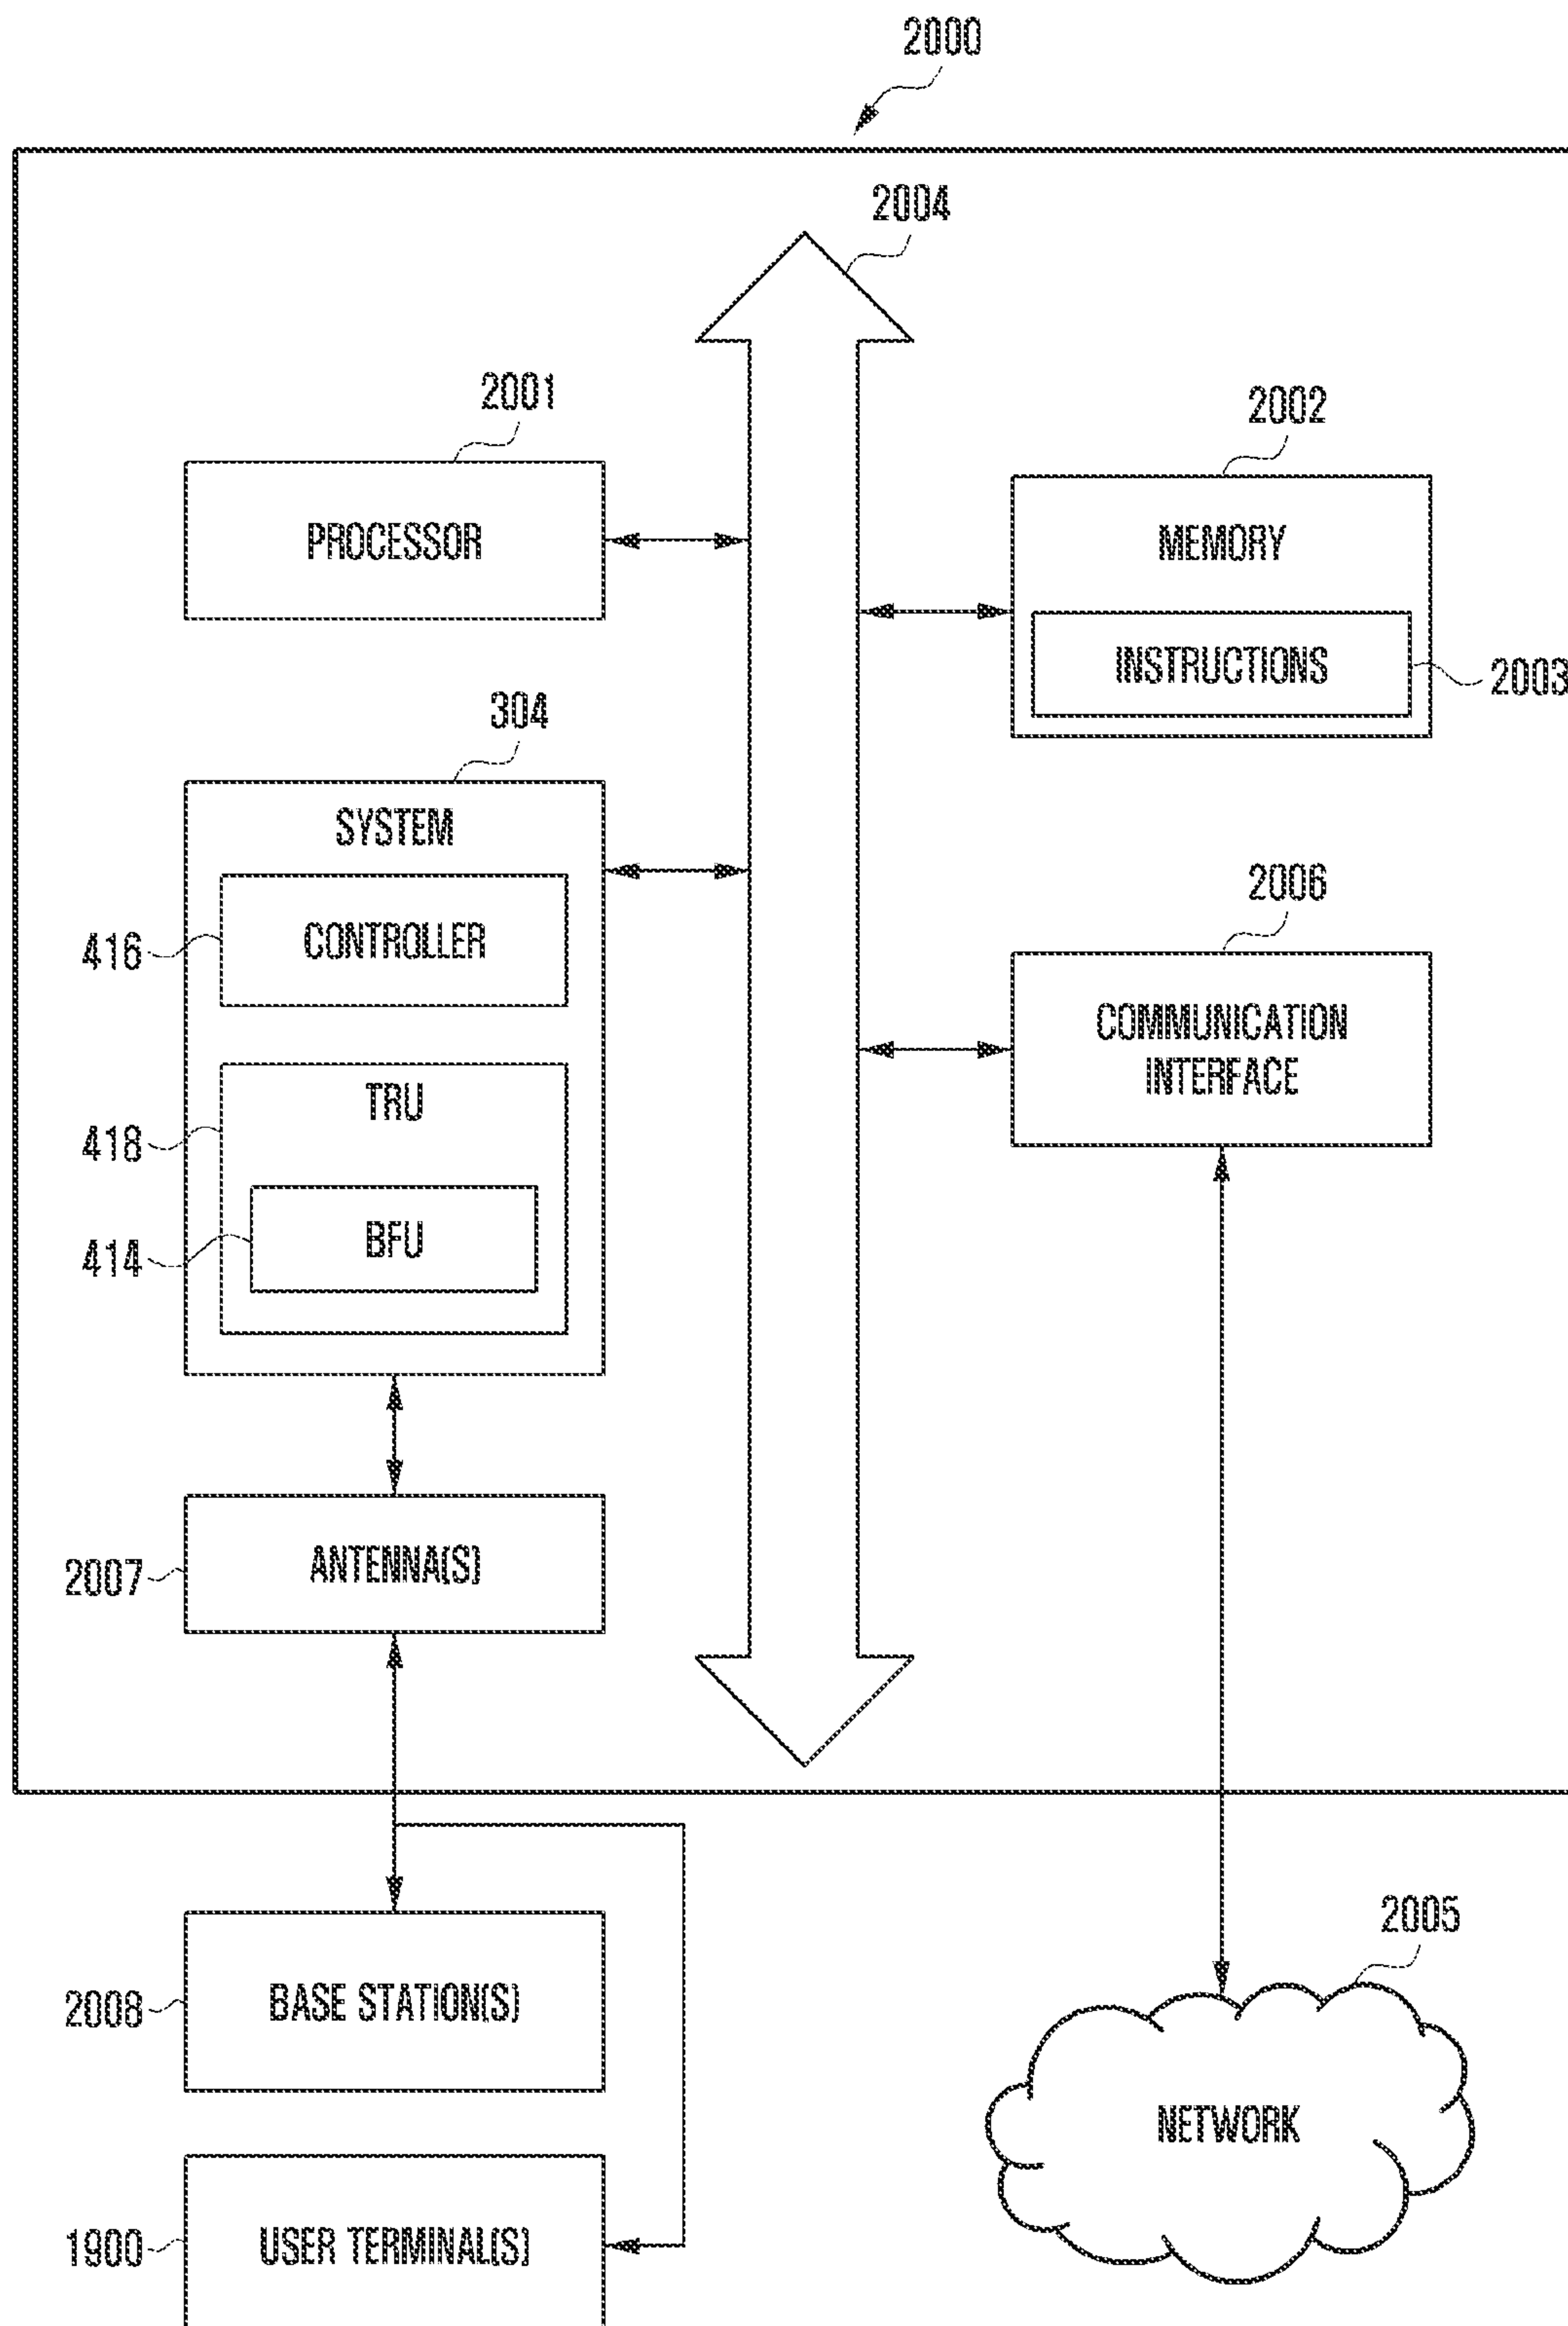 2000
2004
2001
PROCESSOR
2002
MEMORY
INSTRUCTIONS
2003
304
SYSTEM
416
CONTROLLER
418
TRU
414
BFU
2006
COMMUNICATION
INTERFACE
2007
ANTENNA(S)
2008
BASE STATION(S)
2005
NETWORK
1900
USER TERMINAL(S)